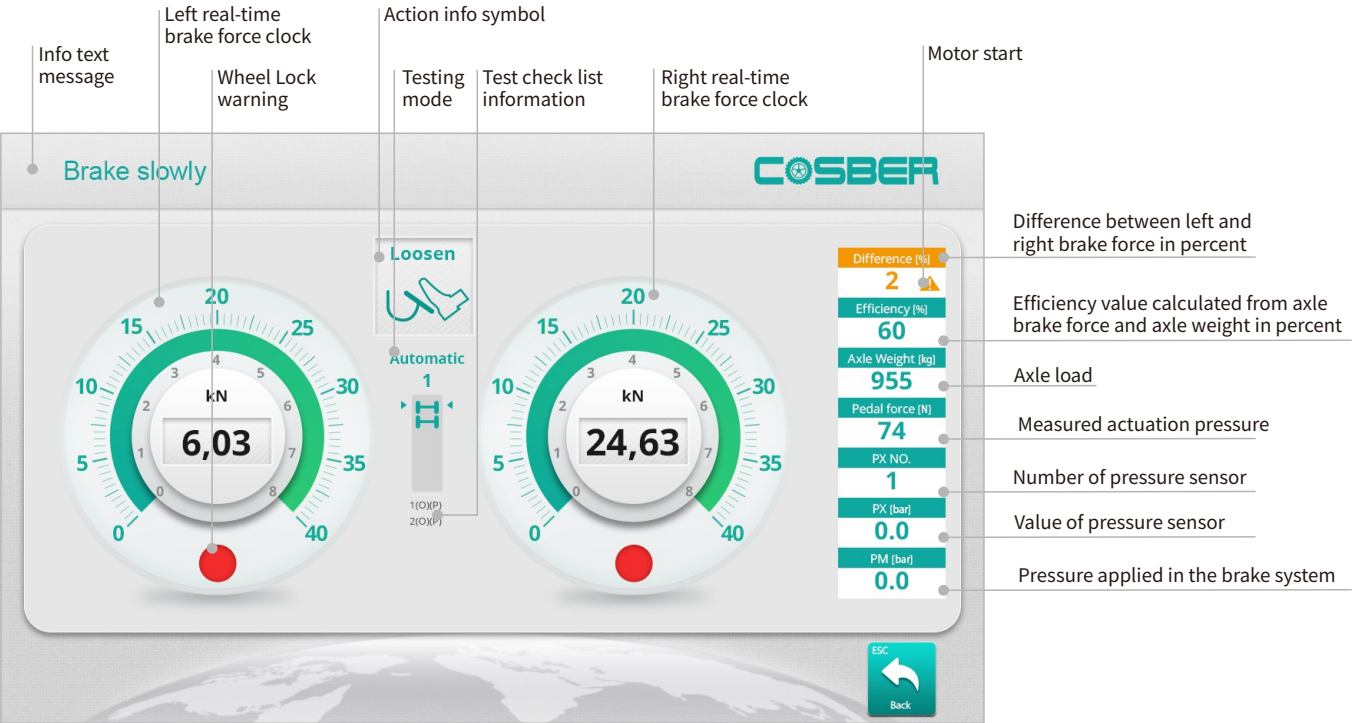 Left real-time
brake force clock
Action info symbol
Info text
message
Wheel Lock
warning
Testing
mode
Test check list
information
Right real-time
brake force clock
Motor start
Brake slowly
COSBER
Loosen
Automatic
1
1(O)(P)
2(O)(P)
0
5
10
15
20
25
30
35
40
0
1
2
3
4
5
6
7
8
kN
6,03
0
5
10
15
20
25
30
35
40
0
1
2
3
4
5
6
7
8
kN
24,63
Difference [%]
2
Efficiency [%]
60
Axle Weight [kg]
955
Pedal force [N]
74
PX NO.
1
PX [bar]
0.0
PM [bar]
0.0
Difference between left and
right brake force in percent
Efficiency value calculated from axle
brake force and axle weight in percent
Axle load
Measured actuation pressure
Number of pressure sensor
Value of pressure sensor
Pressure applied in the brake system
ESC
Back